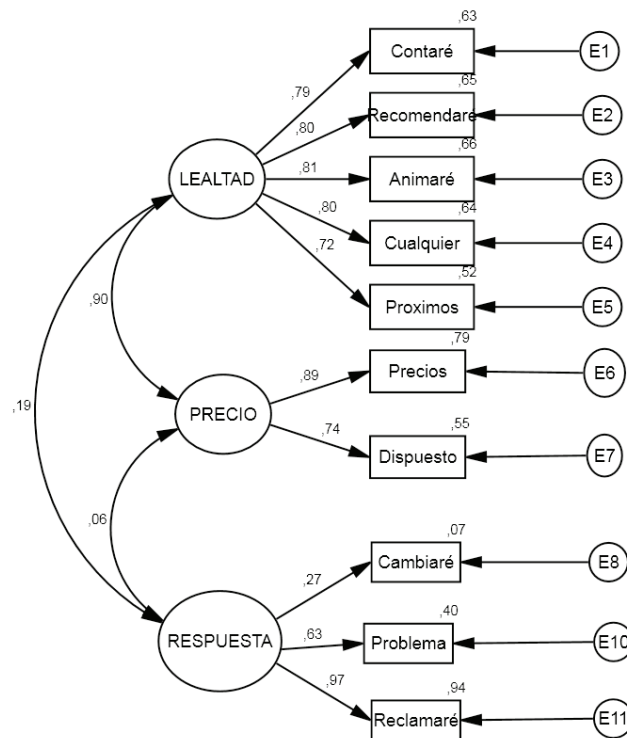 ,63
Contaré
E1
,79
,65
Recomendaré
E2
,80
,66
LEALTAD
,81
Animaré
E3
,64
,80
Cualquier
E4
,72
,52
Proximos
E5
,90
,79
Precios
E6
,89
,19
PRECIO
,74
,55
Dispuesto
E7
,06
,07
Cambiaré
E8
,27
,40
RESPUESTA
,63
Problema
E10
,97
,94
Reclamaré
E11